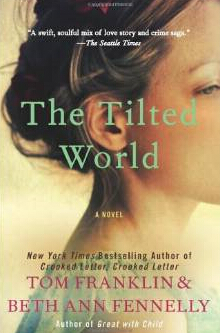 "A swift, soulful mix of love story and crime saga."
—The Seattle Times
The Tilted
World
A NOVEL
New York Times Bestselling Author of
Crooked Letter, Crooked Letter
TOM FRANKLIN &
BETH ANN FENNELLY
Author of Great with Child